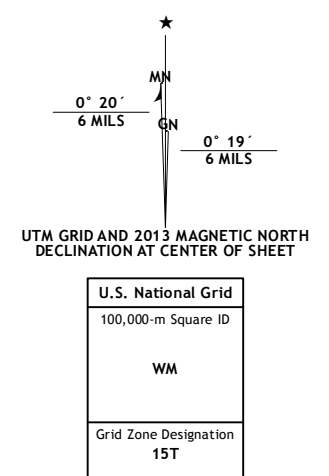 MN
0° 20´
6 MILS
GN
0° 19´
6 MILS
UTM GRID AND 2013 MAGNETIC NORTH
DECLINATION AT CENTER OF SHEET
U.S. National Grid
100,000-m Square ID
WM
Grid Zone Designation
15T